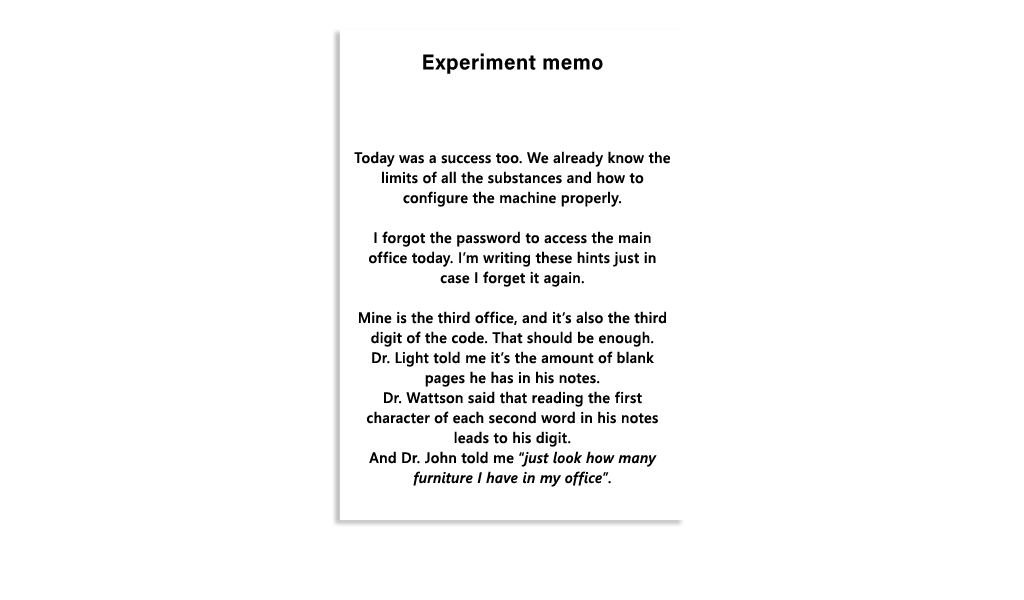 Experiment memo
Today was a success too. We already know the
limits of all the substances and how to
configure the machine properly.
I forgot the password to access the main
office today. I'm writing these hints just in
case I forget it again.
Mine is the third office, and it's also the third
digit of the code. That should be enough.
Dr. Light told me it's the amount of blank
pages he has in his notes.
Dr. Wattson said that reading the first
character of each second word in his notes
leads to his digit.
And Dr. John told me "just look how many
furniture I have in my office".